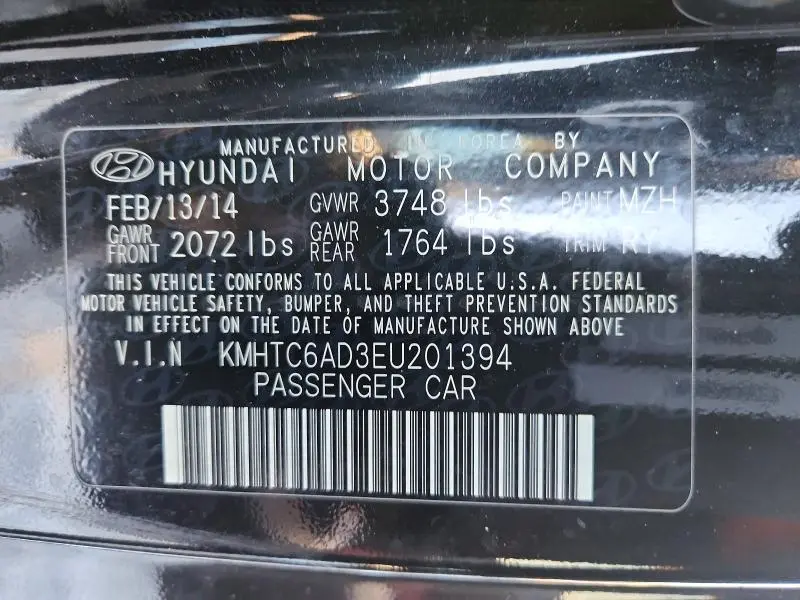 MANUFACTURED IN KOREA BY
HYUNDAI MOTOR COMPANY
FEB/13/14 GVWR 3748 lbs PAINT MZH
GAWR FRONT 2072 lbs GAWR REAR 1764 lbs TRIM RY
THIS VEHICLE CONFORMS TO ALL APPLICABLE U.S.A. FEDERAL
MOTOR VEHICLE SAFETY, BUMPER, AND THEFT PREVENTION STANDARDS
IN EFFECT ON THE DATE OF MANUFACTURE SHOWN ABOVE
V.I.N KMHTC6AD3EU201394
PASSENGER CAR